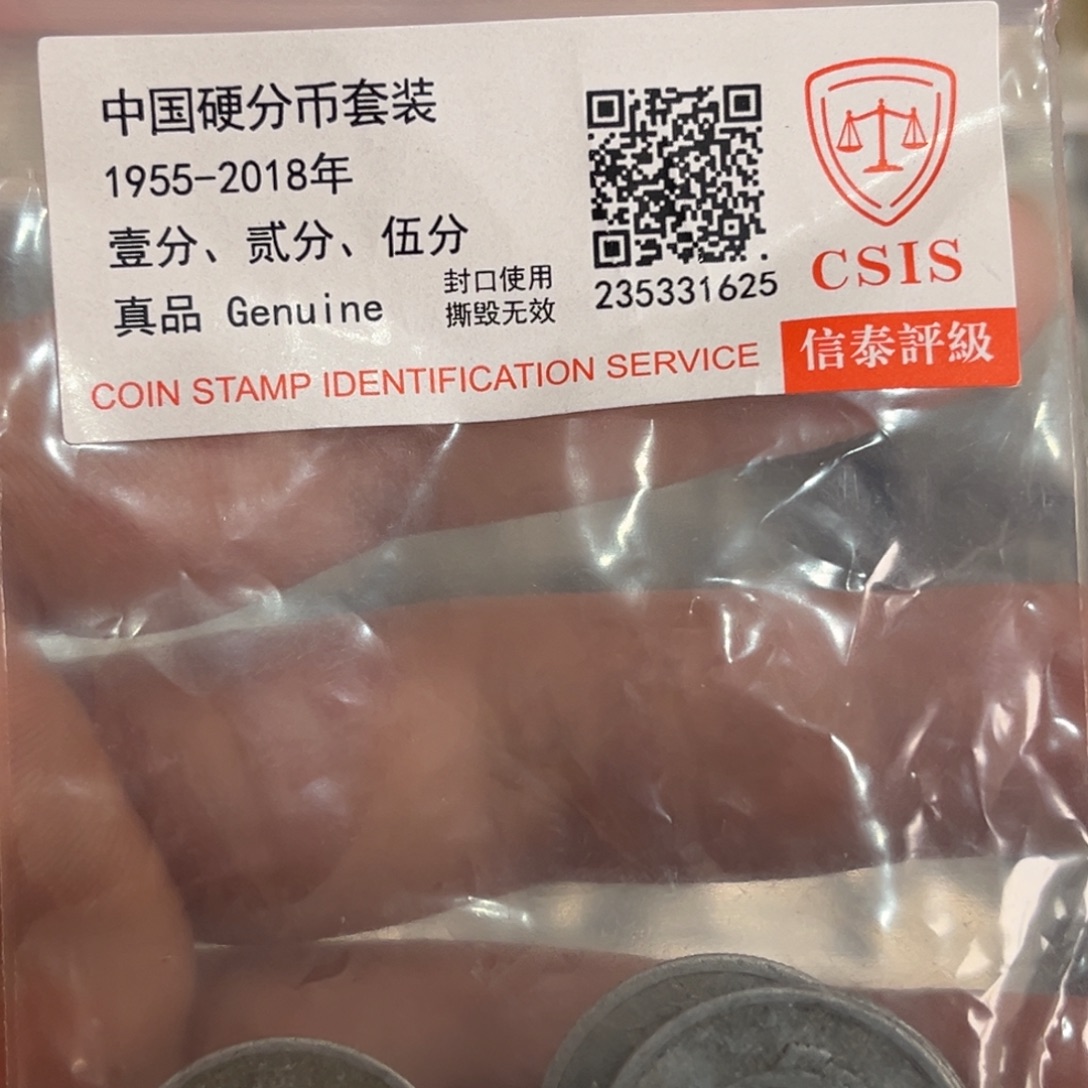 中国硬分币套装
1955-2018年
壹分、贰分、伍分
真品 Genuine
封口使用
撕毁无效
235331625
CSIS
信泰評級
COIN STAMP IDENTIFICATION SERVICE